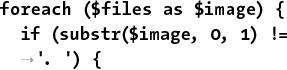 foreach ($files as $image) {
if (substr($image, 0, 1) !=
→'. ') {